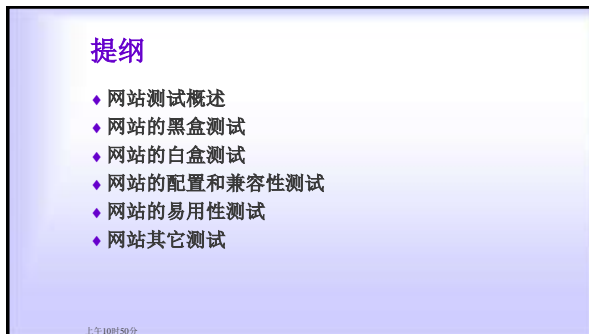 提纲
网站测试概述
网站的黑盒测试
网站的白盒测试
网站的配置和兼容性测试
网站的易用性测试
网站其它测试
上午10时50分